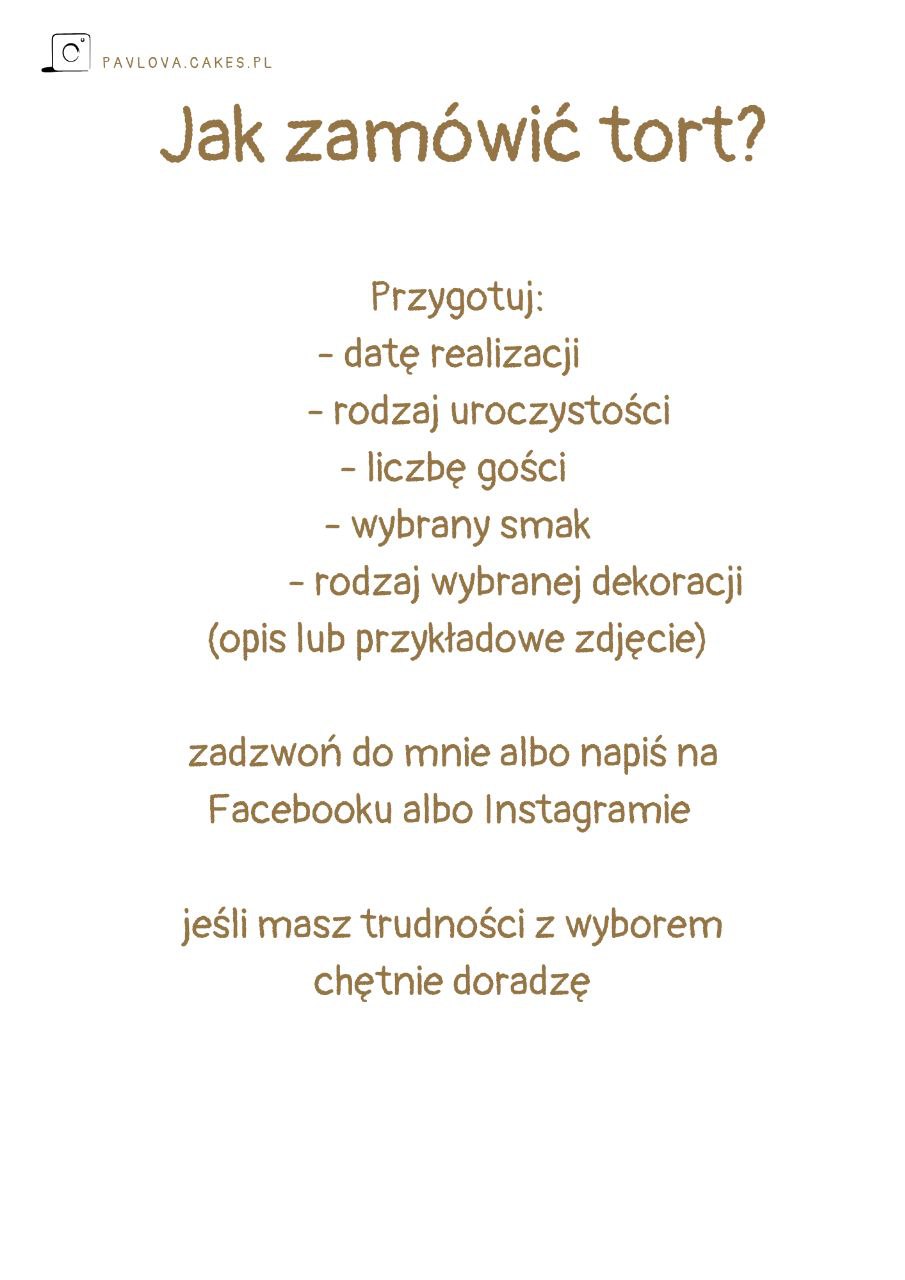 PAVLOVA.CAKES.PL
Jak zamówić tort?
Przygotuj:
- datę realizacji
- rodzaj uroczystości
- liczbę gości
- wybrany smak
- rodzaj wybranej dekoracji
(opis lub przykładowe zdjęcie)
zadzwoń do mnie albo napiś na
Facebooku albo Instagramie
jeśli masz trudności z wyborem
chętnie doradzę